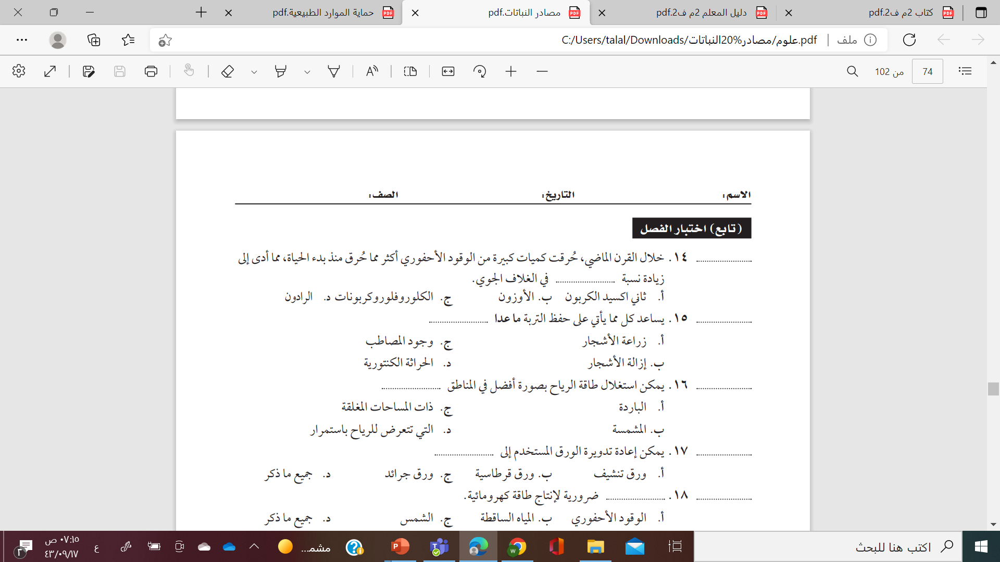 كتاب 2م ف2.pdf
دليل المعلم 2م ف2.pdf
مصادر النباتات.pdf
حماية الموارد الطبيعية.pdf
ملف
C:/Users/talal/Downloads/علوم/مصادر%20النباتات.pdf
74 من 102
الاسم: التاريخ: الصف:
(تابع) اختبار الفصل
........................ ١٤. خلال القرن الماضي، حُرقت كميات كبيرة من الوقود الأحفوري أكثر مما حُرق منذ بدء الحياة، مما أدى إلى
زيادة نسبة ........................ في الغلاف الجوي.
أ. ثاني اكسيد الكربون ب. الأوزون ج. الكلوروفلوروكربونات د. الرادون
........................ ١٥. يساعد كل مما يأتي على حفظ التربة ما عدا ........................
أ. زراعة الأشجار ج. وجود المصاطب
ب. إزالة الأشجار د. الحراثة الكنتورية
........................ ١٦. يمكن استغلال طاقة الرياح بصورة أفضل في المناطق ........................
أ. الباردة ج. ذات المساحات المغلقة
ب. المشمسة د. التي تتعرض للرياح باستمرار
........................ ١٧. يمكن إعادة تدويرة الورق المستخدم إلى ........................
أ. ورق تنشيف ب. ورق قرطاسية ج. ورق جرائد د. جميع ما ذكر
........................ ١٨. ........................ ضرورية لإنتاج طاقة كهرومائية.
أ. الوقود الأحفوري ب. المياه الساقطة ج. الشمس د. جميع ما ذكر
اكتب هنا للبحث
مشمـ...
ع
٠٧:١٥ ص
٤٣/٠٩/١٧
٣